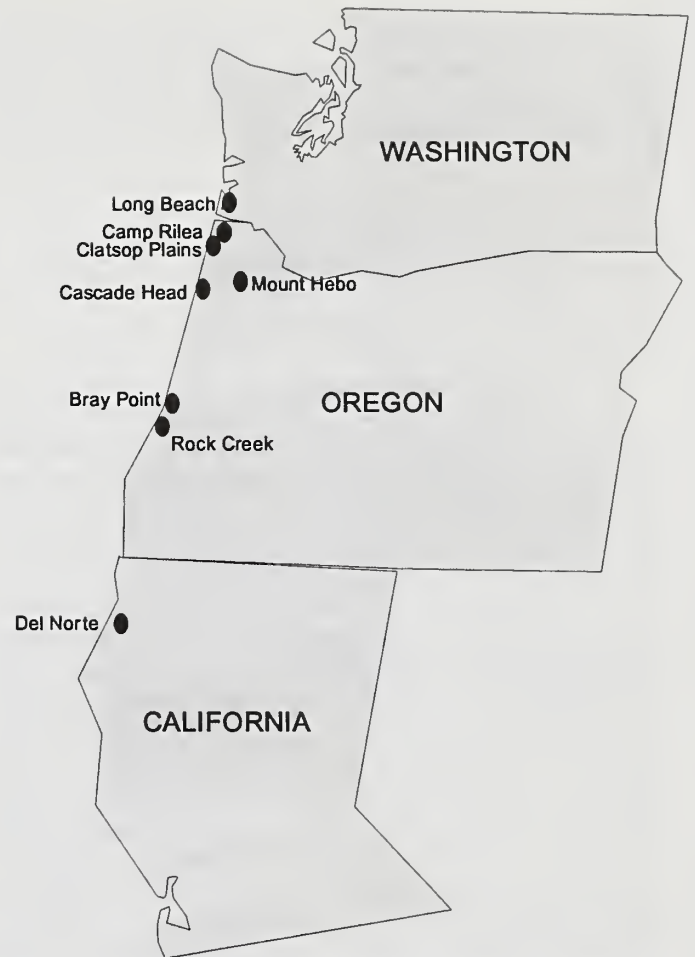 WASHINGTON
Long Beach
Camp Rilea
Clatsop Plains
Mount Hebo
Cascade Head
Bray Point
OREGON
Rock Creek
Del Norte
CALIFORNIA